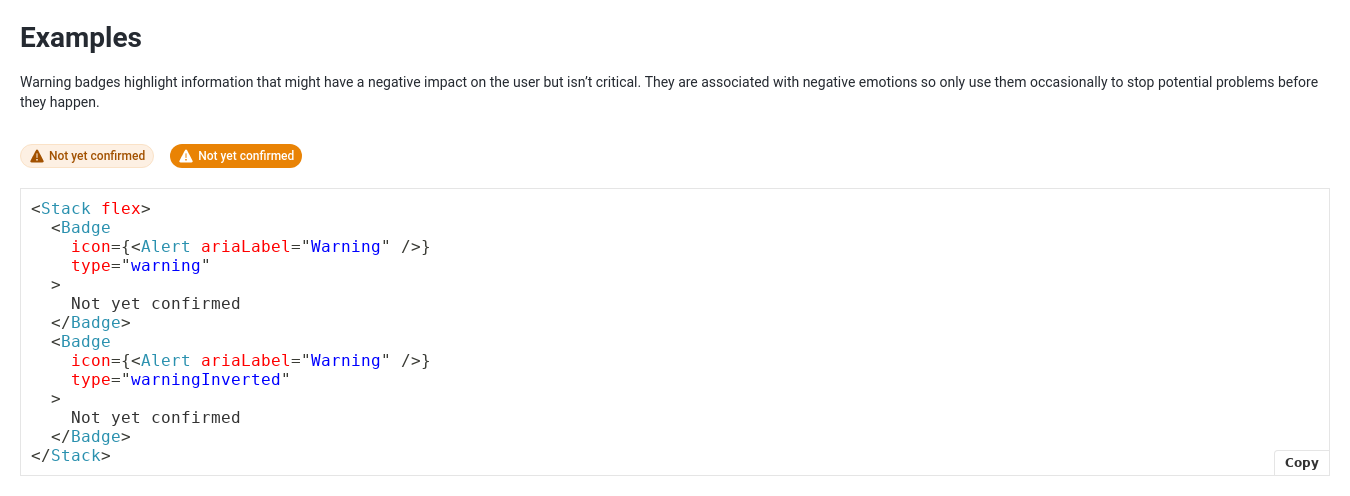 Examples
Warning badges highlight information that might have a negative impact on the user but isn’t critical. They are associated with negative emotions so only use them occasionally to stop potential problems before
they happen.
Not yet confirmed Not yet confirmed
<Stack flex>
  <Badge
    icon={<Alert ariaLabel="Warning" />}
    type="warning"
  >
    Not yet confirmed
  </Badge>
  <Badge
    icon={<Alert ariaLabel="Warning" />}
    type="warningInverted"
  >
    Not yet confirmed
  </Badge>
</Stack>
Copy